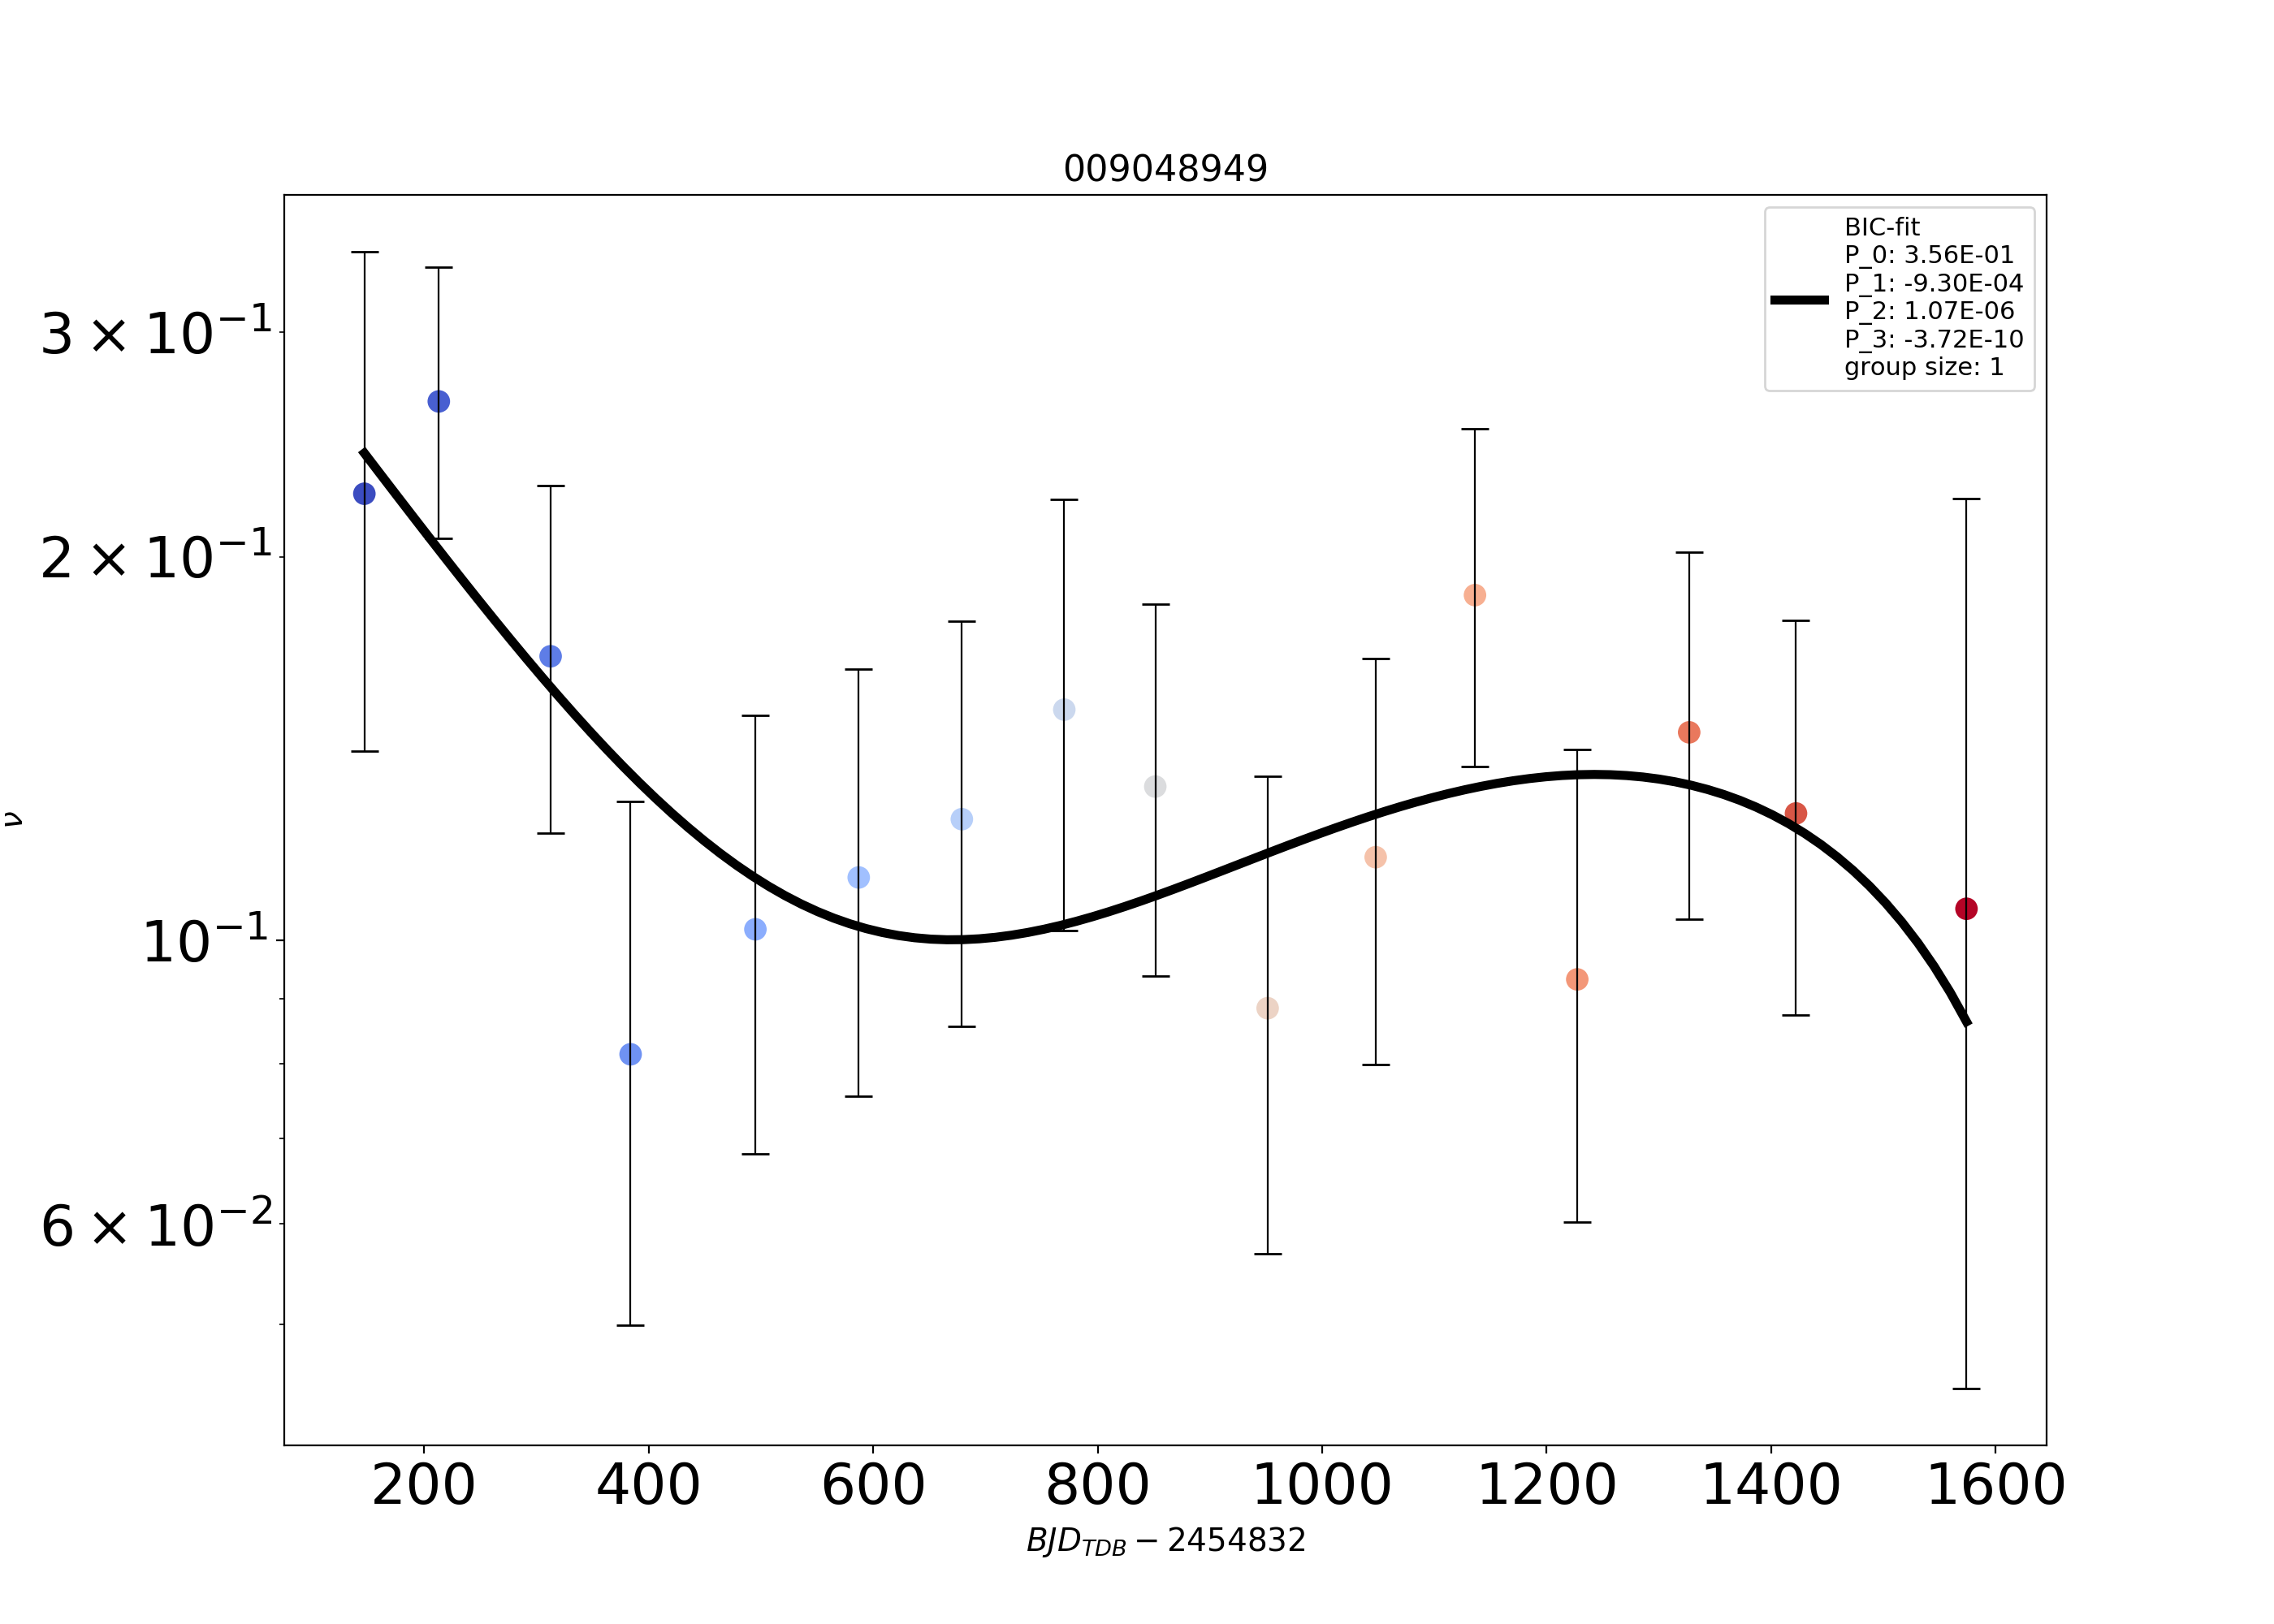 009048949
BIC-fit
P_0: 3.56E-01
P_1: -9.30E-04
P_2: 1.07E-06
P_3: -3.72E-10
group size: 1
3 × 10⁻¹
2 × 10⁻¹
10⁻¹
6 × 10⁻²
ν
200 400 600 800 1000 1200 1400 1600
BJD_TDB − 2454832